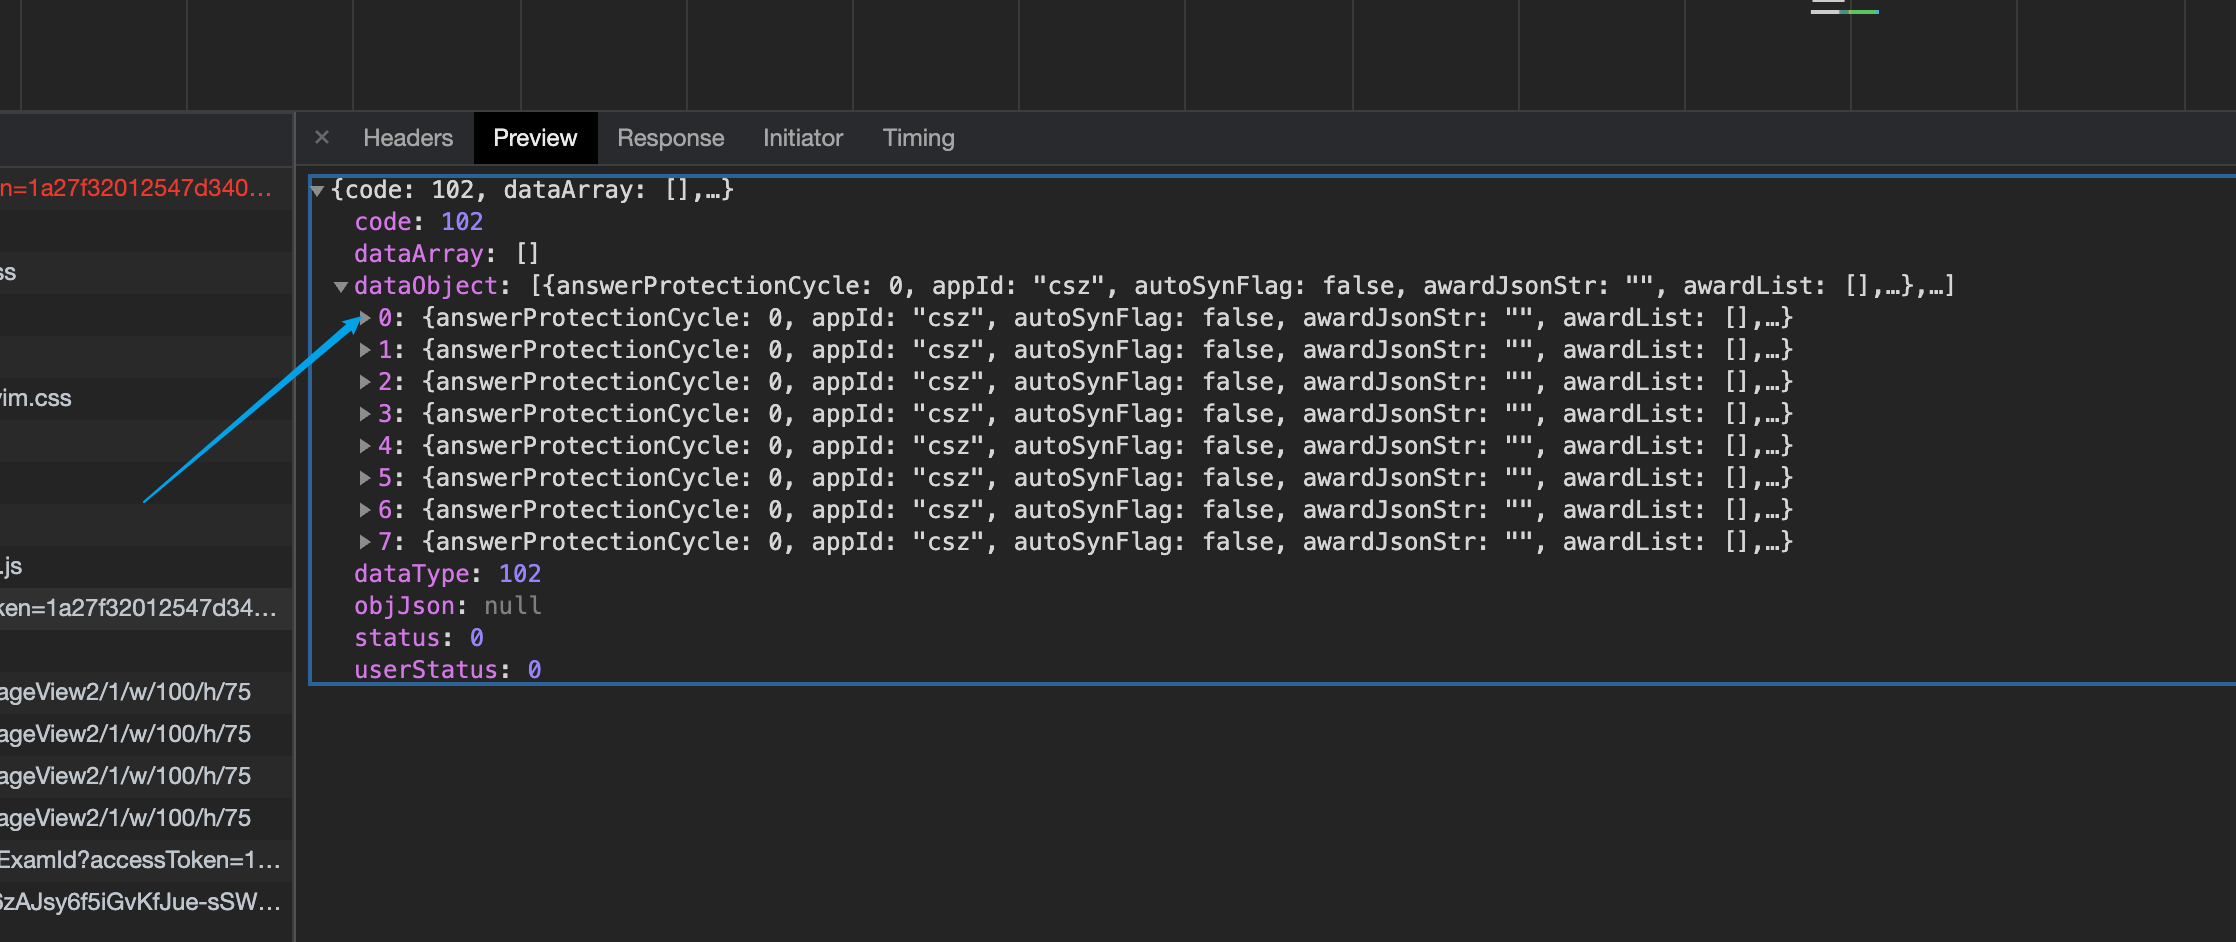 × Headers Preview Response Initiator Timing
n=1a27f32012547d340...
ss
vim.css
.js
ken=1a27f32012547d34...
ageView2/1/w/100/h/75
ageView2/1/w/100/h/75
ageView2/1/w/100/h/75
ageView2/1/w/100/h/75
ExamId?accessToken=1...
6zAJsy6f5iGvKfJue-sSW...
{code: 102, dataArray: [],…}
code: 102
dataArray: []
dataObject: [{answerProtectionCycle: 0, appId: "csz", autoSynFlag: false, awardJsonStr: "", awardList: [],…},…]
0: {answerProtectionCycle: 0, appId: "csz", autoSynFlag: false, awardJsonStr: "", awardList: [],…}
1: {answerProtectionCycle: 0, appId: "csz", autoSynFlag: false, awardJsonStr: "", awardList: [],…}
2: {answerProtectionCycle: 0, appId: "csz", autoSynFlag: false, awardJsonStr: "", awardList: [],…}
3: {answerProtectionCycle: 0, appId: "csz", autoSynFlag: false, awardJsonStr: "", awardList: [],…}
4: {answerProtectionCycle: 0, appId: "csz", autoSynFlag: false, awardJsonStr: "", awardList: [],…}
5: {answerProtectionCycle: 0, appId: "csz", autoSynFlag: false, awardJsonStr: "", awardList: [],…}
6: {answerProtectionCycle: 0, appId: "csz", autoSynFlag: false, awardJsonStr: "", awardList: [],…}
7: {answerProtectionCycle: 0, appId: "csz", autoSynFlag: false, awardJsonStr: "", awardList: [],…}
dataType: 102
objJson: null
status: 0
userStatus: 0